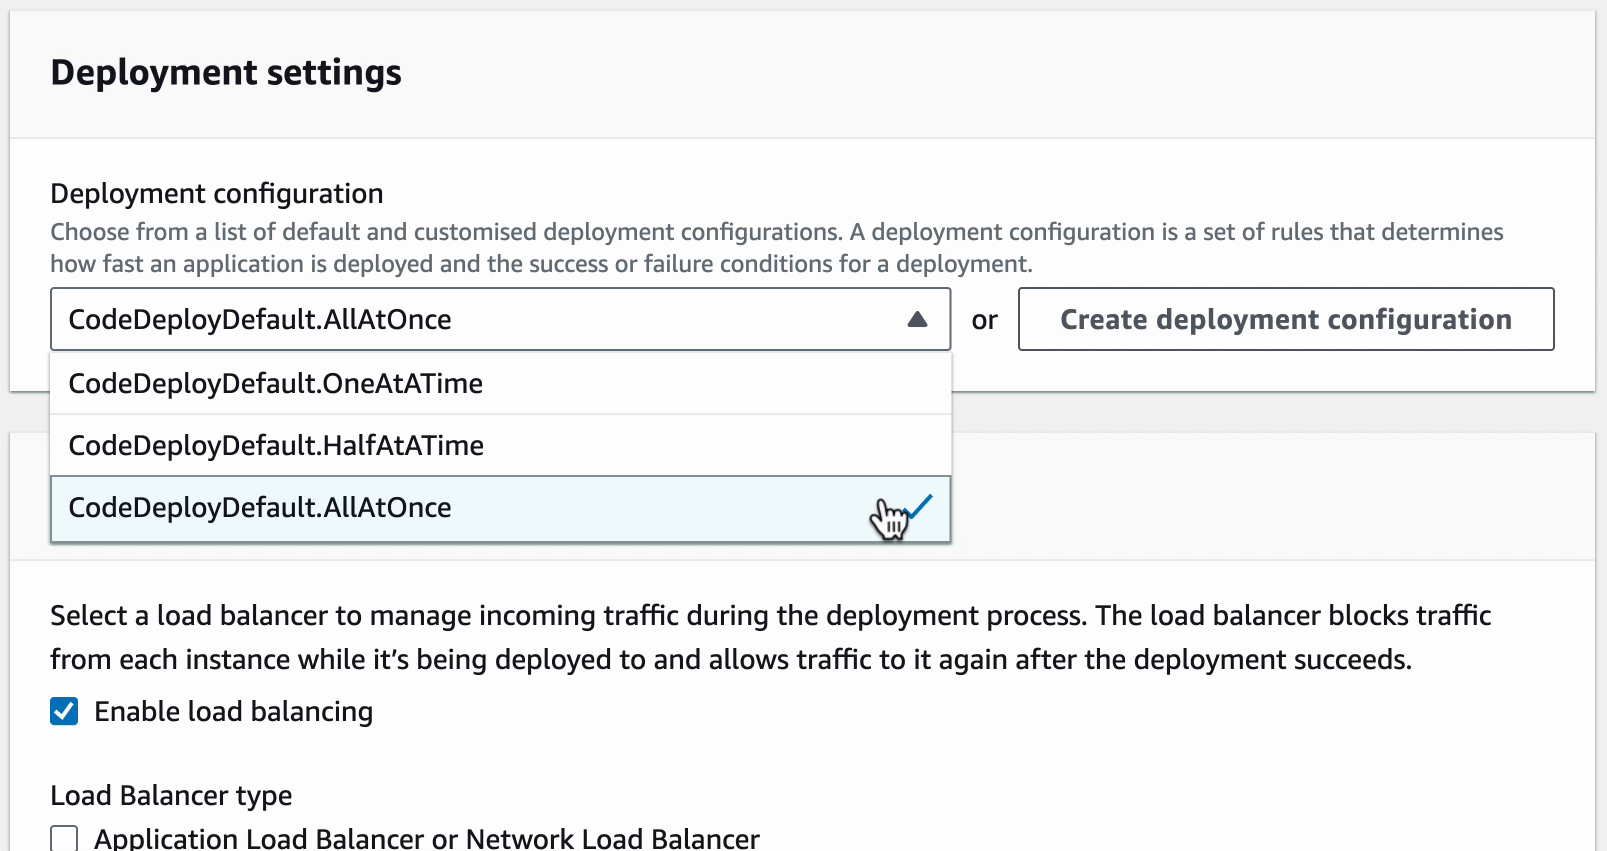 Deployment settings
Deployment configuration
Choose from a list of default and customised deployment configurations. A deployment configuration is a set of rules that determines
how fast an application is deployed and the success or failure conditions for a deployment.
CodeDeployDefault.AllAtOnce
or
Create deployment configuration
CodeDeployDefault.OneAtATime
CodeDeployDefault.HalfAtATime
CodeDeployDefault.AllAtOnce
Select a load balancer to manage incoming traffic during the deployment process. The load balancer blocks traffic
from each instance while it’s being deployed to and allows traffic to it again after the deployment succeeds.
Enable load balancing
Load Balancer type
Application Load Balancer or Network Load Balancer